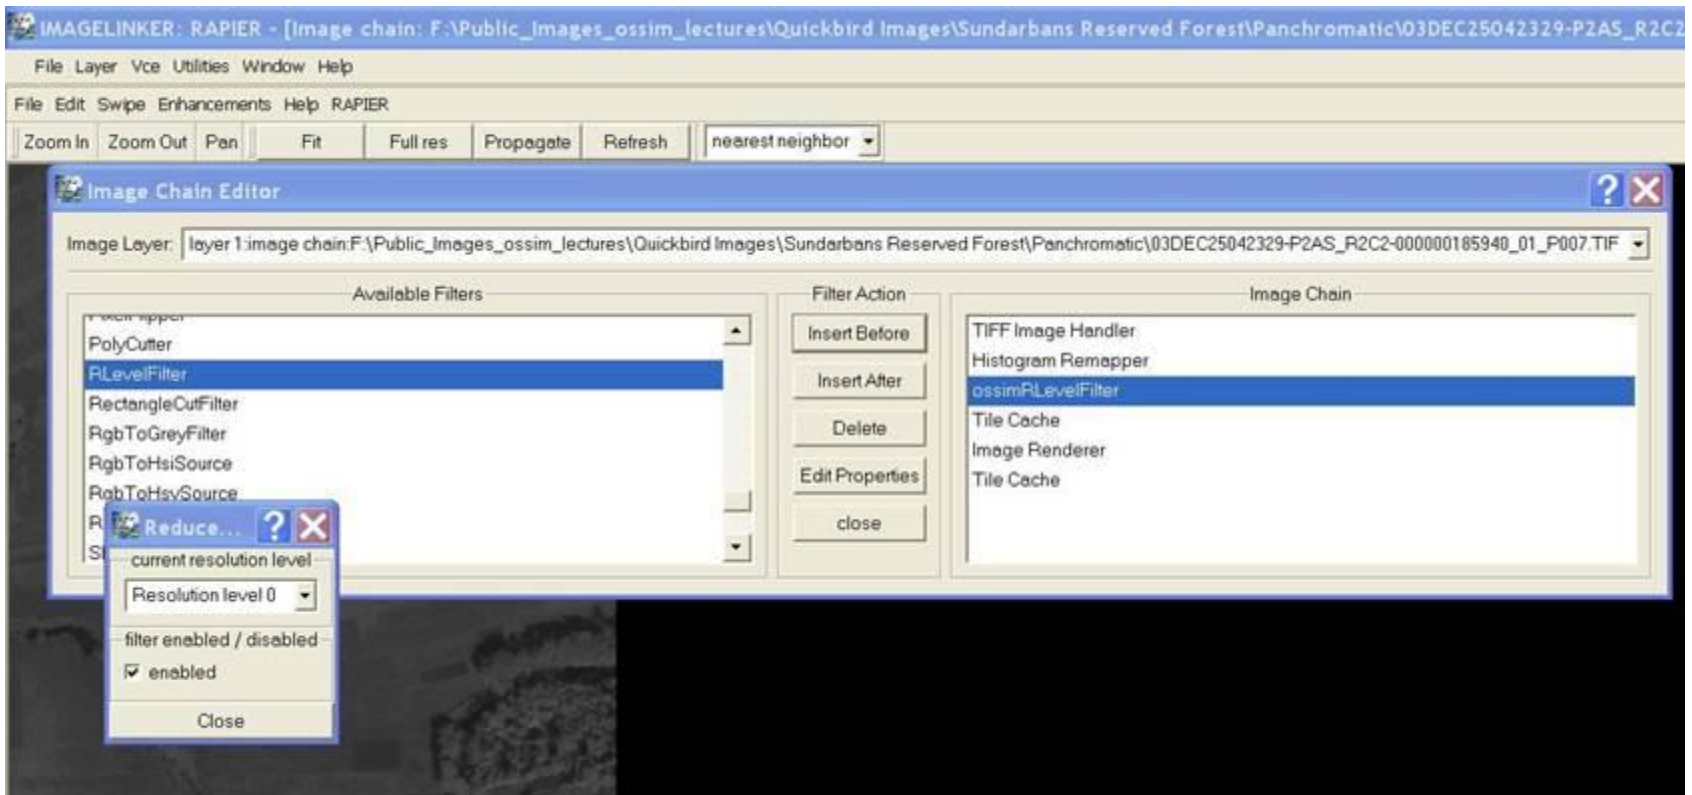 IMAGELINKER: RAPIER - [Image chain: F:\Public_Images_ossim_lectures\Quickbird Images\Sundarbans Reserved Forest\Panchromatic\03DEC25042329-P2AS_R2C2
File Layer Vce Utilities Window Help
File Edit Swipe Enhancements Help RAPIER
Zoom In Zoom Out Pan Fit Full res Propagate Refresh nearest neighbor
Image Chain Editor
Image Layer: layer 1:image chain:F:\Public_Images_ossim_lectures\Quickbird Images\Sundarbans Reserved Forest\Panchromatic\03DEC25042329-P2AS_R2C2-000000185940_01_P007.TIF
Available Filters
PolyCutter
RLevelFilter
RectangleCutFilter
RgbToGreyFilter
RgbToHsiSource
RgbToHsvSource
Filter Action
Insert Before
Insert After
Delete
Edit Properties
close
Image Chain
TIFF Image Handler
Histogram Remapper
ossimRLevelFilter
Tile Cache
Image Renderer
Tile Cache
Reduce...
current resolution level
Resolution level 0
filter enabled / disabled
enabled
Close